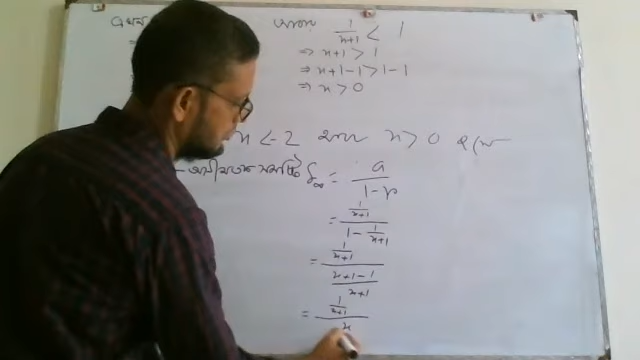 এখন
1/(x+1) < 1
⇒ x+1 > 1
⇒ x+1-1 > 1-1
⇒ x > 0
x < -2 অথবা x > 0
S∞ = a/(1-r)
= (1/(x+1))/(1 - 1/(x+1))
= (1/(x+1))/((x+1-1)/(x+1))
= (1/(x+1))/x